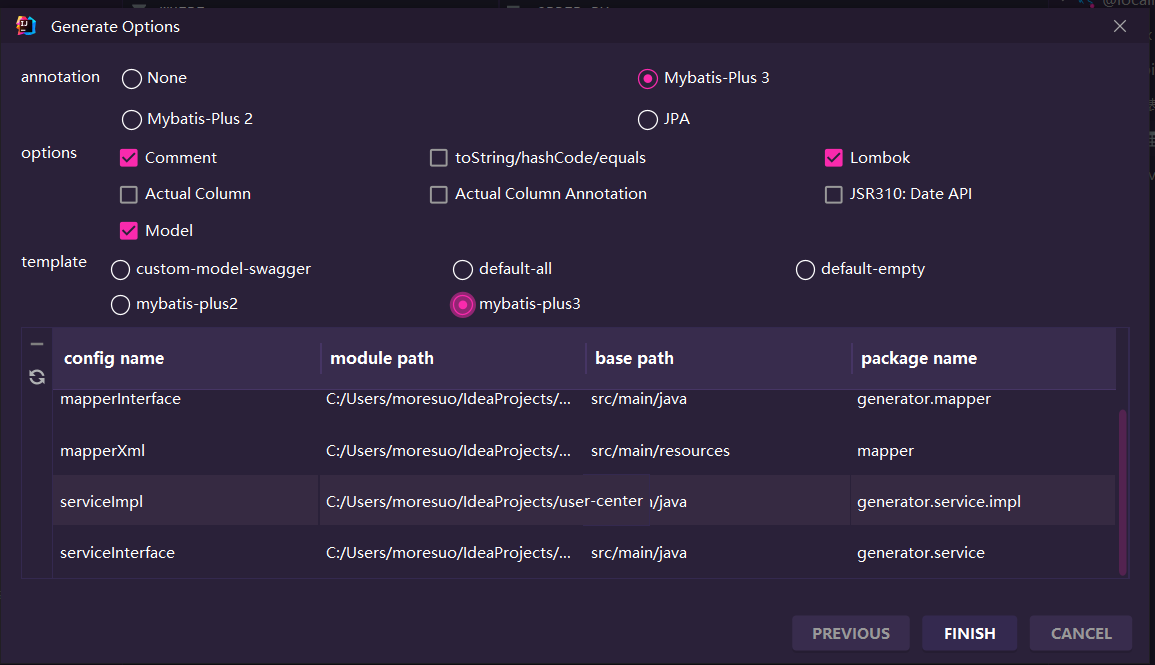 Generate Options
annotation None Mybatis-Plus 3
Mybatis-Plus 2 JPA
options Comment toString/hashCode/equals Lombok
Actual Column Actual Column Annotation JSR310: Date API
Model
template custom-model-swagger default-all default-empty
mybatis-plus2 mybatis-plus3
config name module path base path package name
mapperInterface C:/Users/moresuo/IdeaProjects/... src/main/java generator.mapper
mapperXml C:/Users/moresuo/IdeaProjects/... src/main/resources mapper
serviceImpl C:/Users/moresuo/IdeaProjects/user-center /java generator.service.impl
serviceInterface C:/Users/moresuo/IdeaProjects/... src/main/java generator.service
PREVIOUS FINISH CANCEL